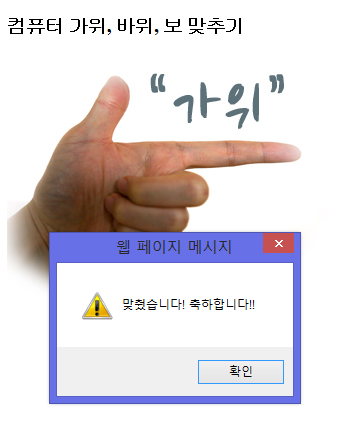 컴퓨터 가위, 바위, 보 맞추기
“가위”
웹 페이지 메시지
맞췄습니다! 축하합니다!!
확인